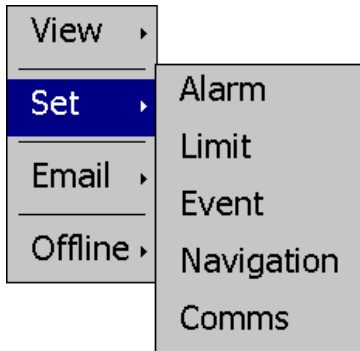 View
Set
Email
Offline
Alarm
Limit
Event
Navigation
Comms